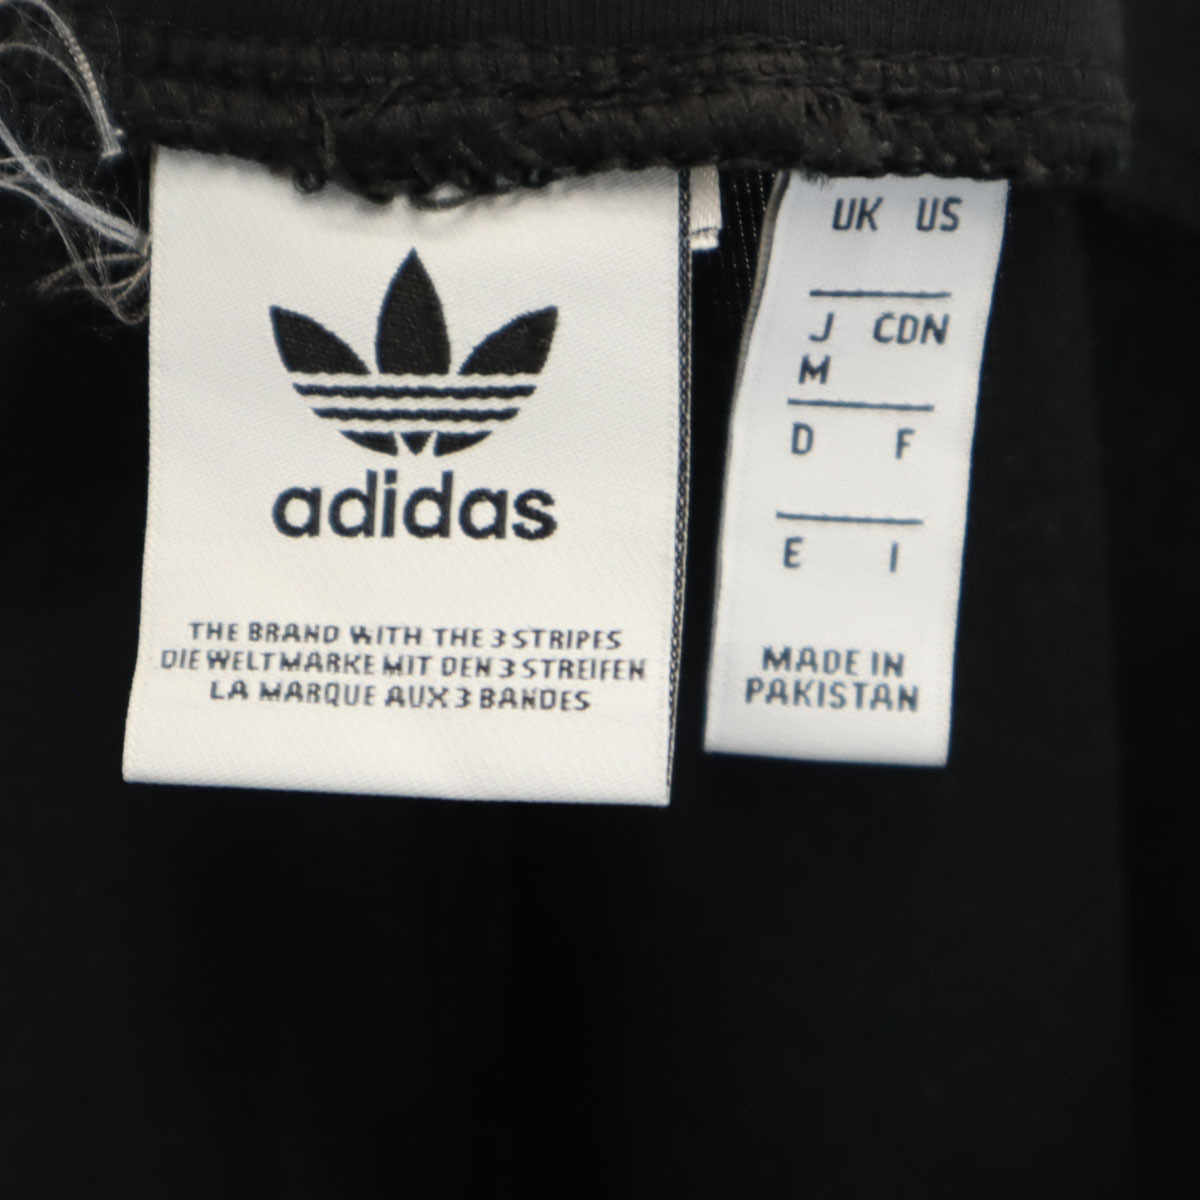 adidas
THE BRAND WITH THE 3 STRIPES
DIE WELTMARKE MIT DEN 3 STREIFEN
LA MARQUE AUX 3 BANDES
UK US
J CDN
M
D F
E I
MADE IN
PAKISTAN